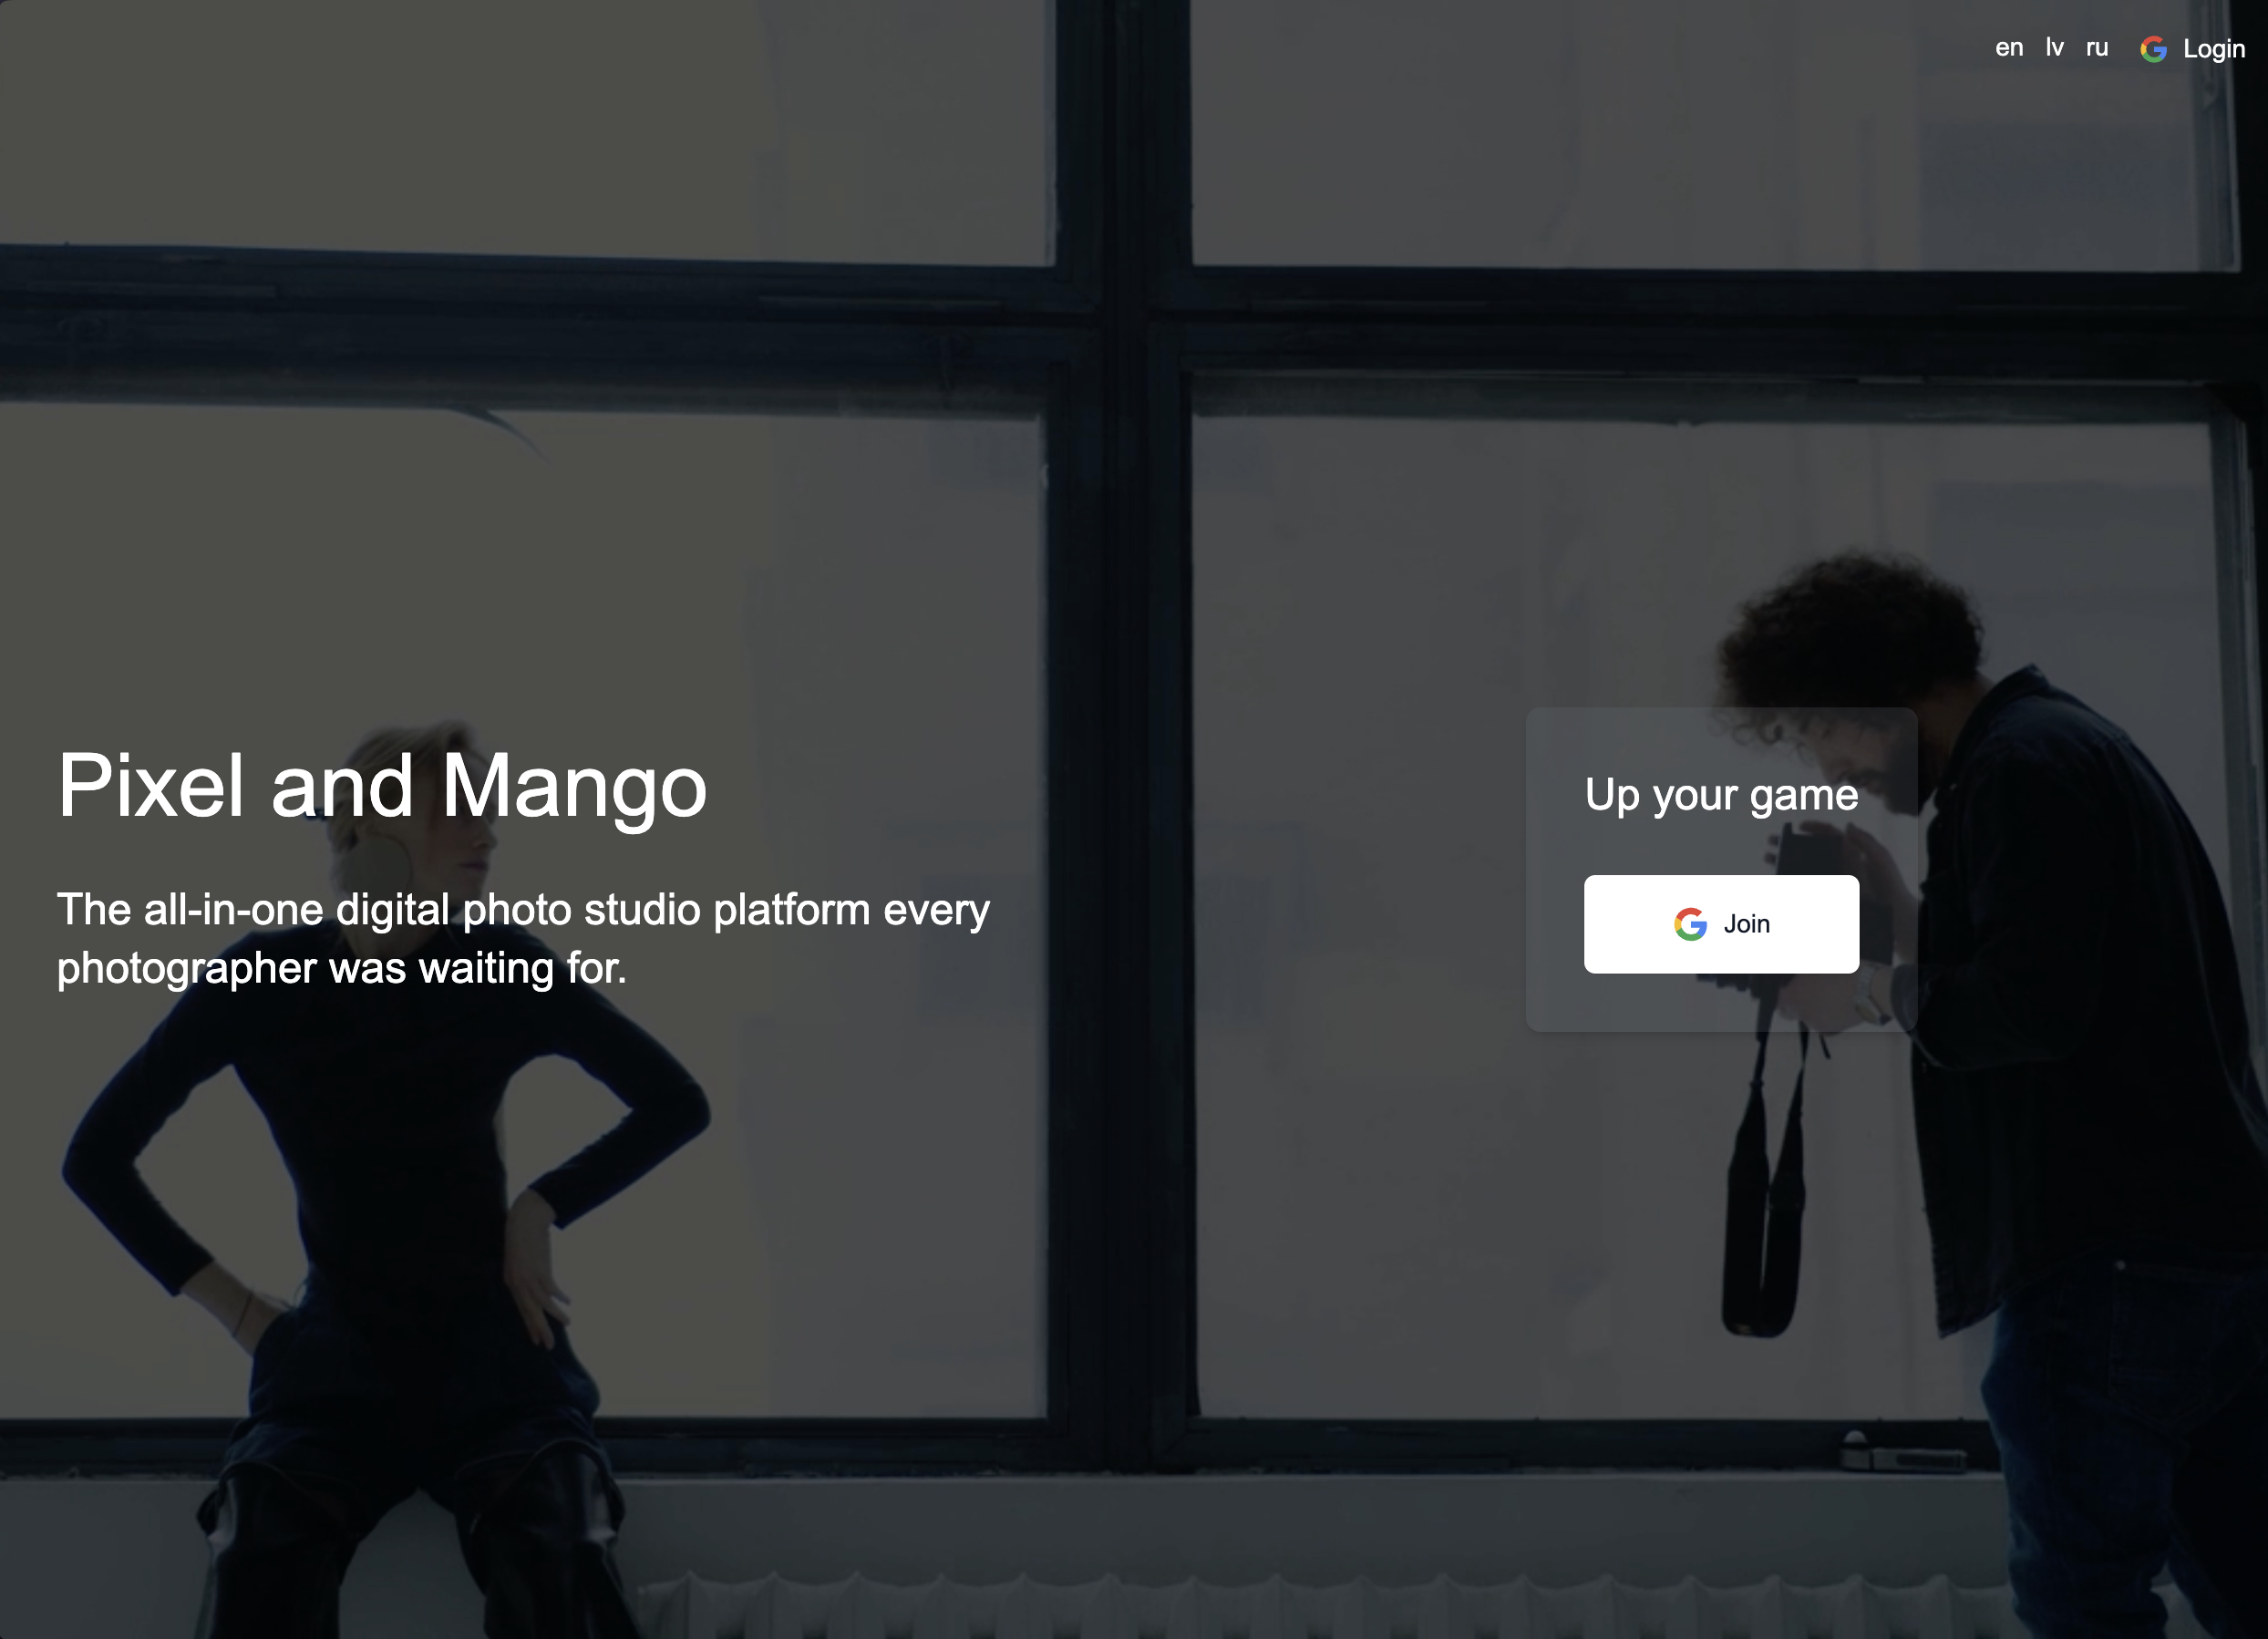 en lv ru Login
Pixel and Mango
The all-in-one digital photo studio platform every
photographer was waiting for.
Up your game
Join